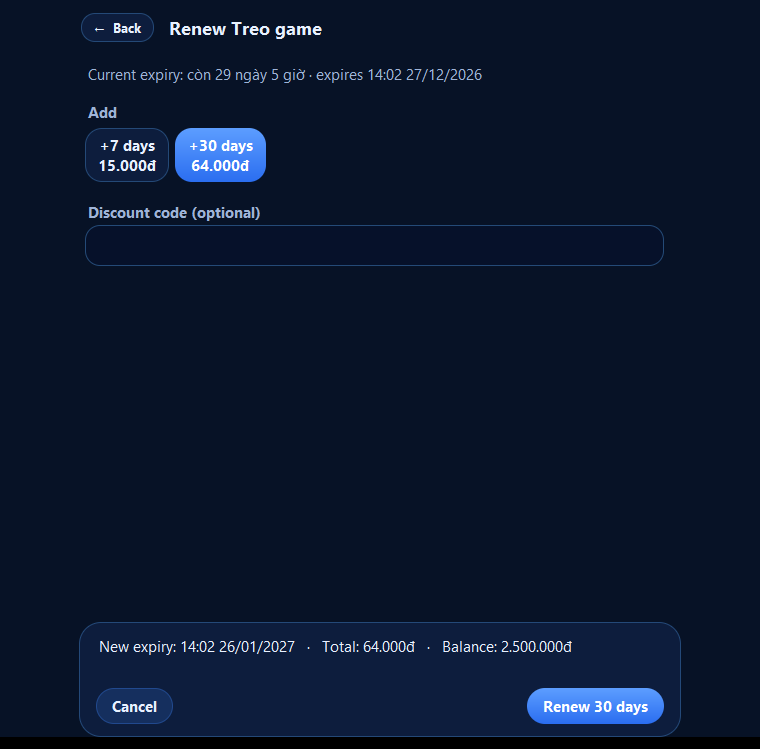 ← Back
Renew Treo game
Current expiry: còn 29 ngày 5 giờ · expires 14:02 27/12/2026
Add
+7 days
15.000đ
+30 days
64.000đ
Discount code (optional)
New expiry: 14:02 26/01/2027 · Total: 64.000đ · Balance: 2.500.000đ
Cancel
Renew 30 days